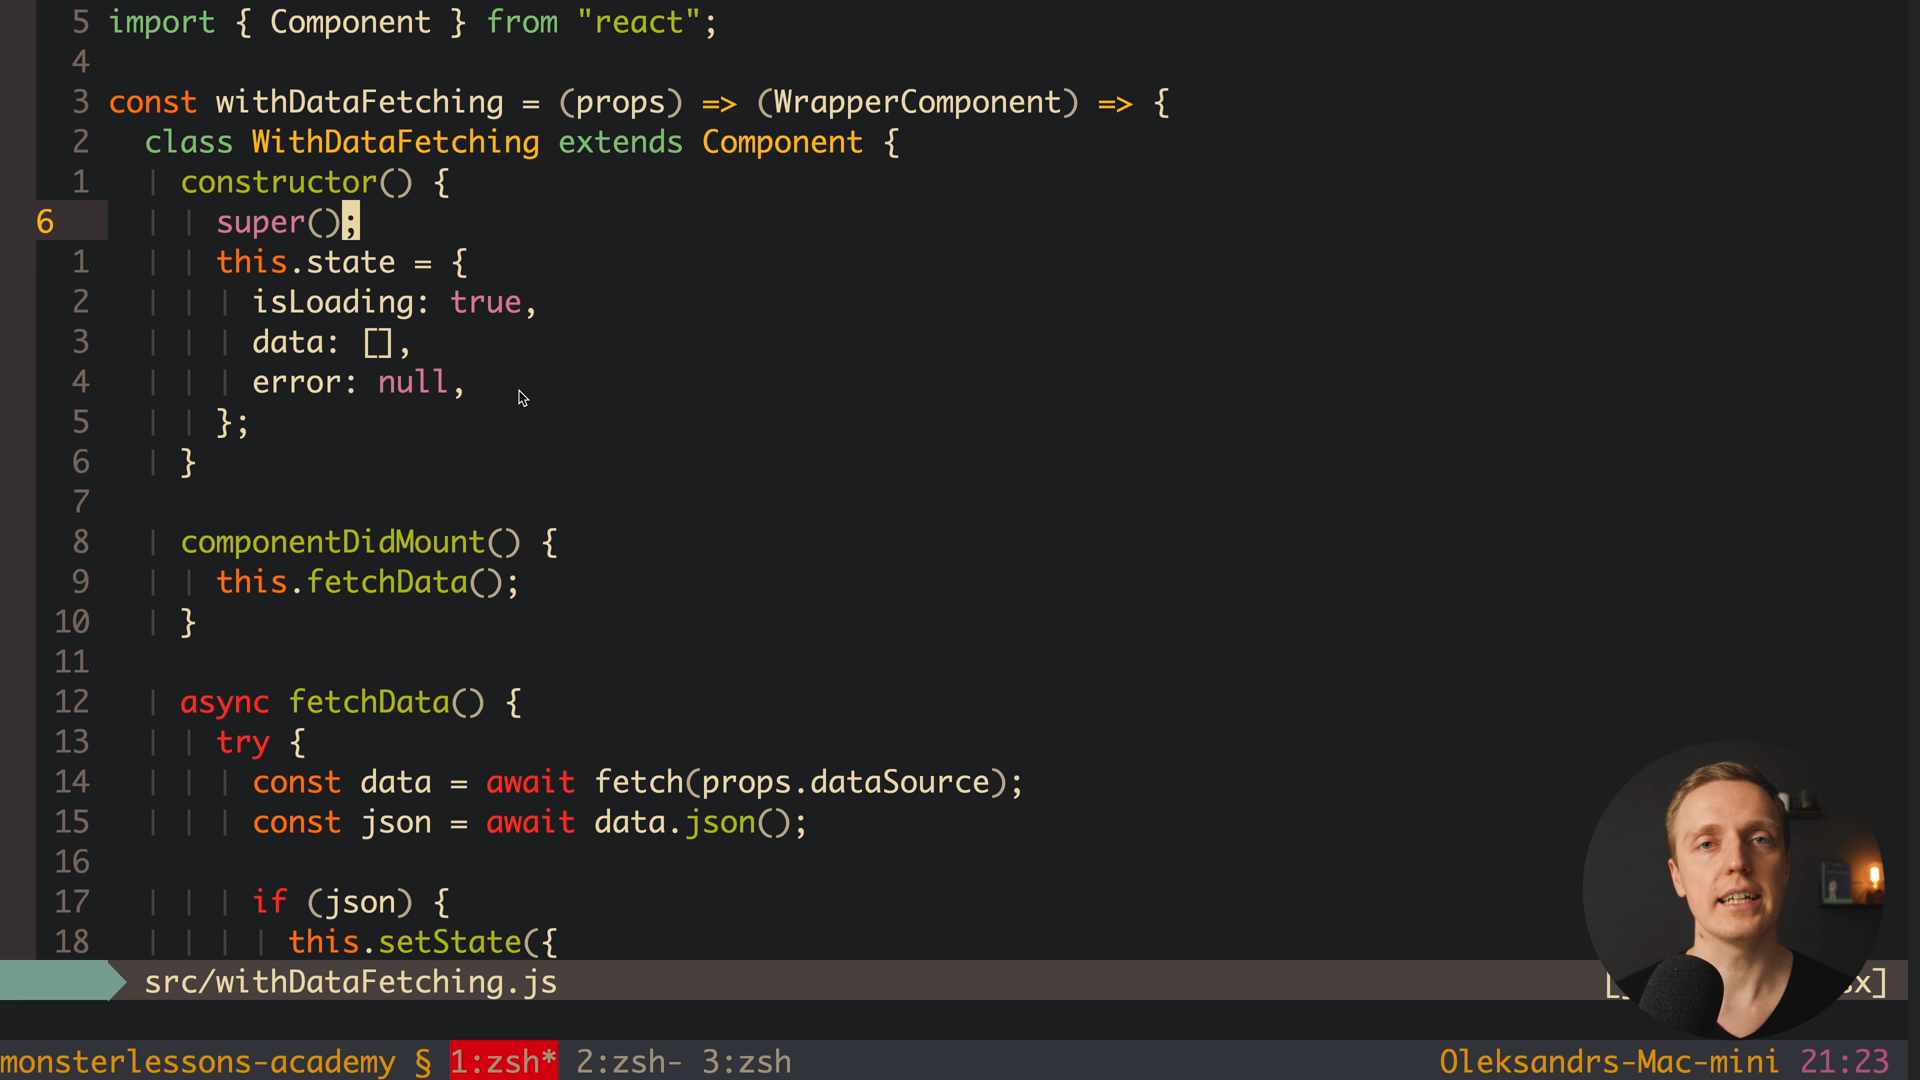 5 import { Component } from "react";
4
3 const withDataFetching = (props) => (WrapperComponent) => {
2 class WithDataFetching extends Component {
1 constructor() {
6 super();
1 this.state = {
2 isLoading: true,
3 data: [],
4 error: null,
5 };
6 }
7
8 componentDidMount() {
9 this.fetchData();
10 }
11
12 async fetchData() {
13 try {
14 const data = await fetch(props.dataSource);
15 const json = await data.json();
16
17 if (json) {
18 this.setState({
src/withDataFetching.js
monsterlessons-academy § 1:zsh* 2:zsh- 3:zsh Oleksandrs-Mac-mini 21:23